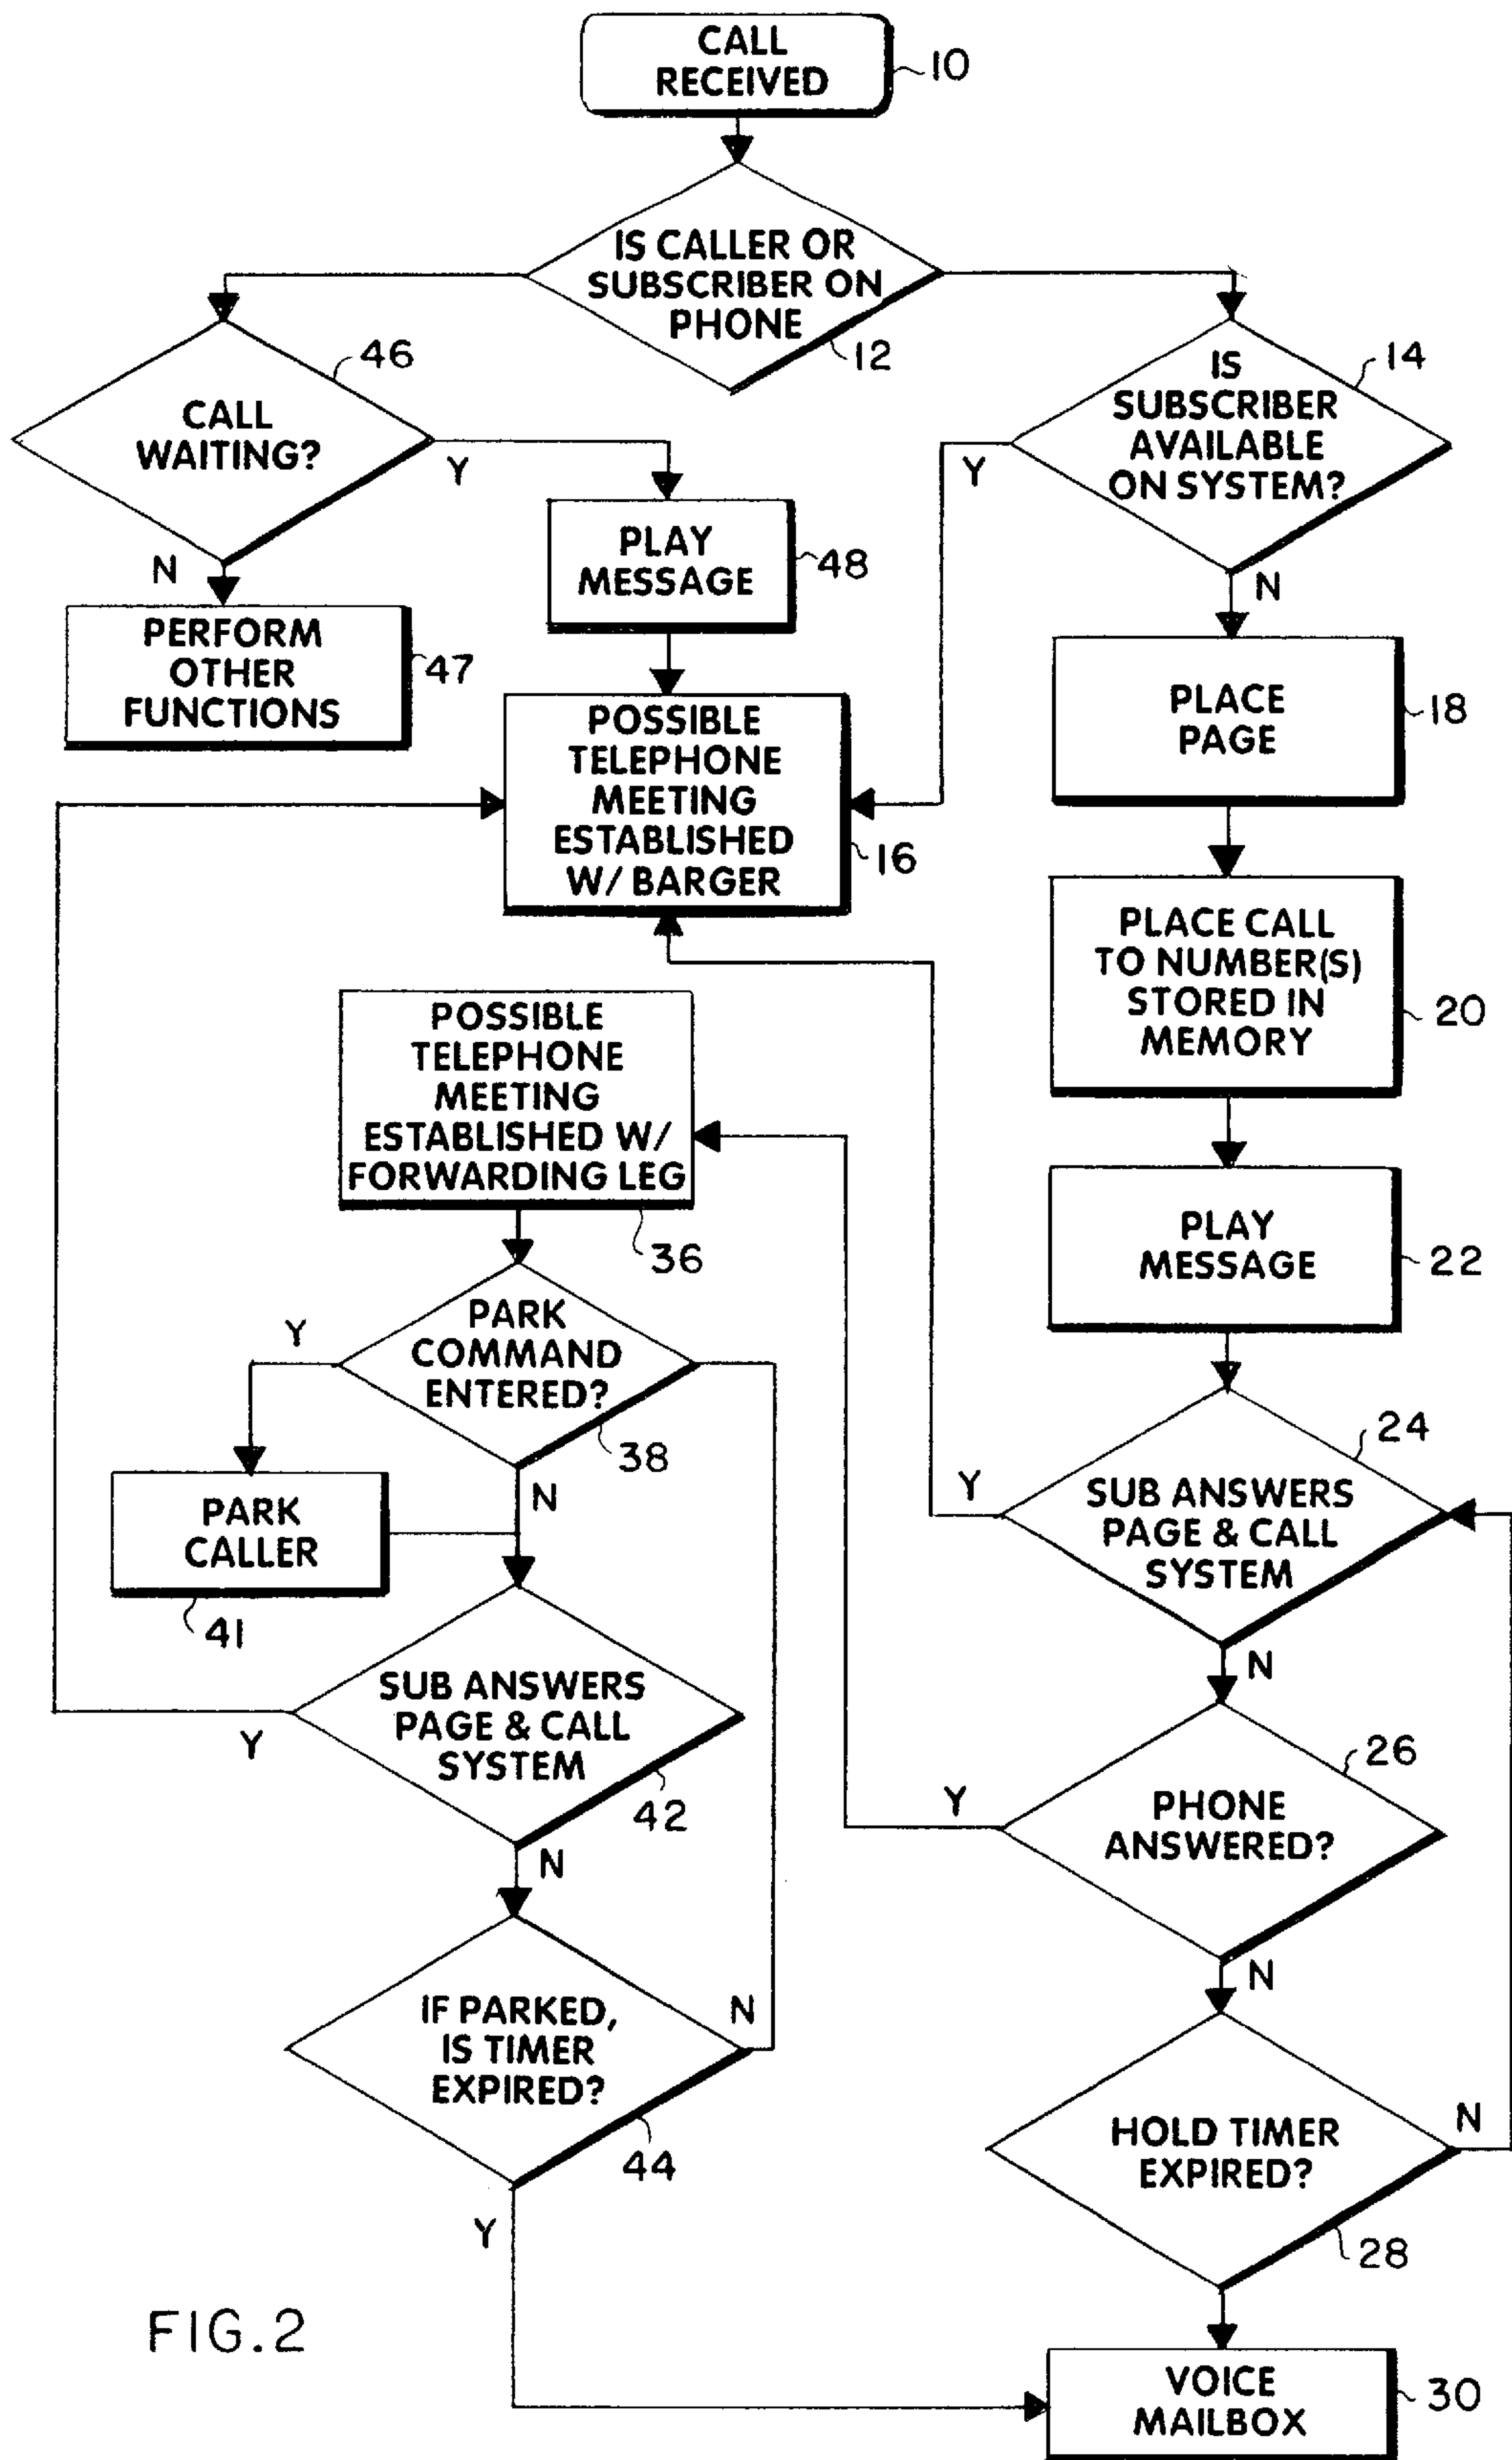 CALL
RECEIVED
10
IS CALLER OR
SUBSCRIBER ON
PHONE
12
46
CALL
WAITING?
Y
N
14
IS
SUBSCRIBER
AVAILABLE
ON SYSTEM?
Y
N
PLAY
MESSAGE
48
PERFORM
OTHER
FUNCTIONS
47
PLACE
PAGE
18
POSSIBLE
TELEPHONE
MEETING
ESTABLISHED
W/ BARGER
16
PLACE CALL
TO NUMBER(S)
STORED IN
MEMORY
20
POSSIBLE
TELEPHONE
MEETING
ESTABLISHED W/
FORWARDING LEG
36
PLAY
MESSAGE
22
PARK
COMMAND
ENTERED?
Y
38
N
24
SUB ANSWERS
PAGE & CALL
SYSTEM
Y
N
PARK
CALLER
41
SUB ANSWERS
PAGE & CALL
SYSTEM
Y
42
N
26
PHONE
ANSWERED?
Y
N
IF PARKED,
IS TIMER
EXPIRED?
N
44
Y
HOLD TIMER
EXPIRED?
N
28
VOICE
MAILBOX
30
FIG.2